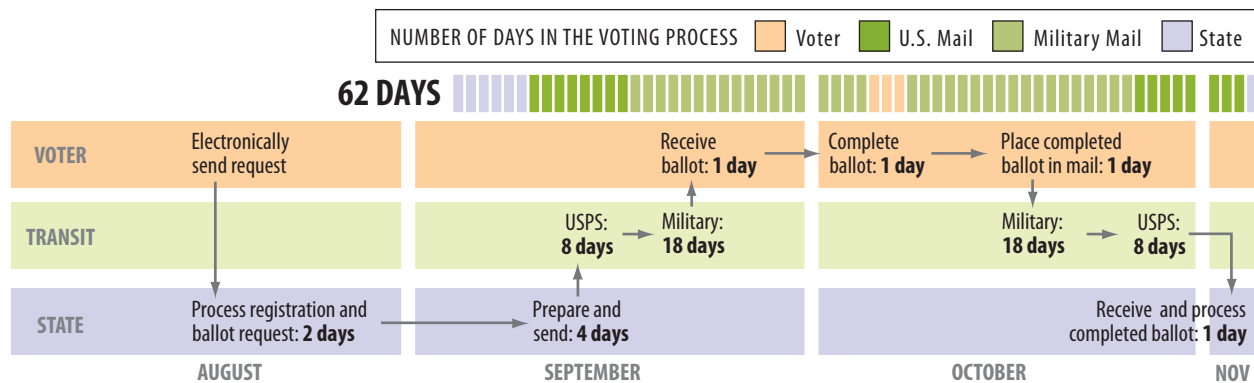 NUMBER OF DAYS IN THE VOTING PROCESS Voter U.S. Mail Military Mail State
62 DAYS
VOTER
Electronically
send request
Receive
ballot: 1 day
Complete
ballot: 1 day
Place completed
ballot in mail: 1 day
TRANSIT
USPS:
8 days
Military:
18 days
Military:
18 days
USPS:
8 days
STATE
Process registration and
ballot request: 2 days
Prepare and
send: 4 days
Receive and process
completed ballot: 1 day
AUGUST SEPTEMBER OCTOBER NOV